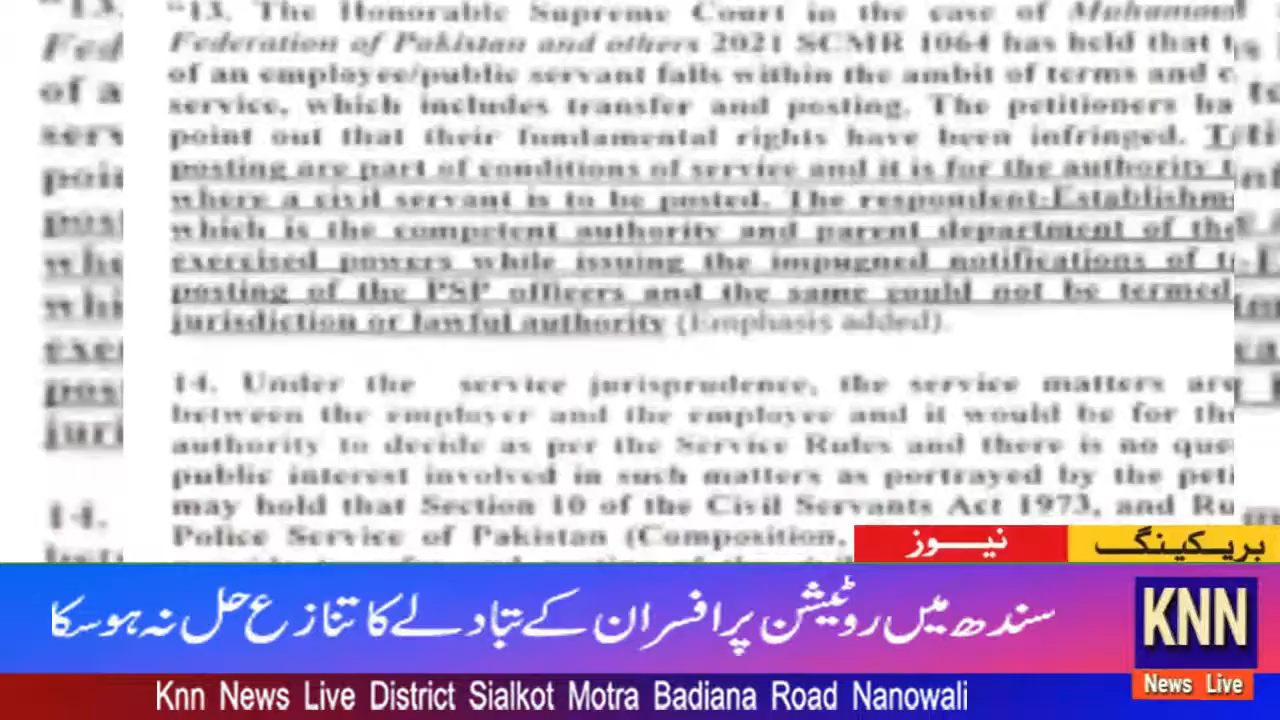 "13. The Honorable Supreme Court in the case of Muhammad
Federation of Pakistan and others 2021 SCMR 1064 has held that
of an employee/public servant falls within the ambit of terms and
service, which includes transfer and posting. The petitioners
point out that their fundamental rights have been infringed.
posting are part of conditions of service and it is for the authority
where a civil servant is to be posted. The respondent-Establishm
which is the competent authority and parent department of the
exercised powers while issuing the impugned notifications of
posting of the PSP officers and the same could not be termed
jurisdiction or lawful authority (Emphasis added).
14. Under the service jurisprudence, the service matters are
between the employer and the employee and it would be for the
authority to decide as per the Service Rules and there is no
public interest involved in such matters as portrayed by the
may hold that Section 10 of the Civil Servants Act 1973, and
Police Service of Pakistan (Composition,
بریکینگ نیوز
سندھ میں روٹیشن پر افسران کے تبادلے کا تنازع حل نہ ہوسکا
KNN
News Live
Knn News Live District Sialkot Motra Badiana Road Nanowali